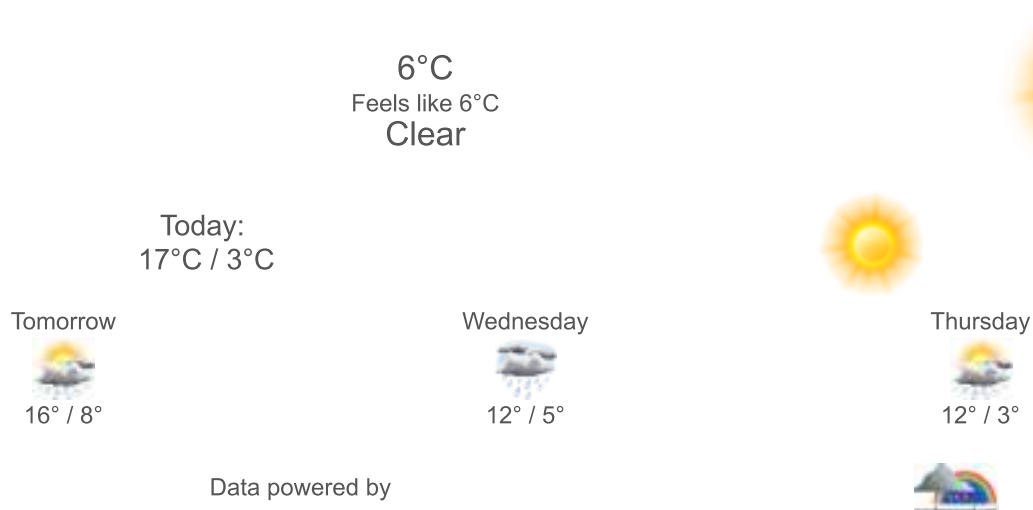 6°C
Feels like 6°C
Clear
Today:
17°C / 3°C
Tomorrow
Wednesday
Thursday
16° / 8°
12° / 5°
12° / 3°
Data powered by